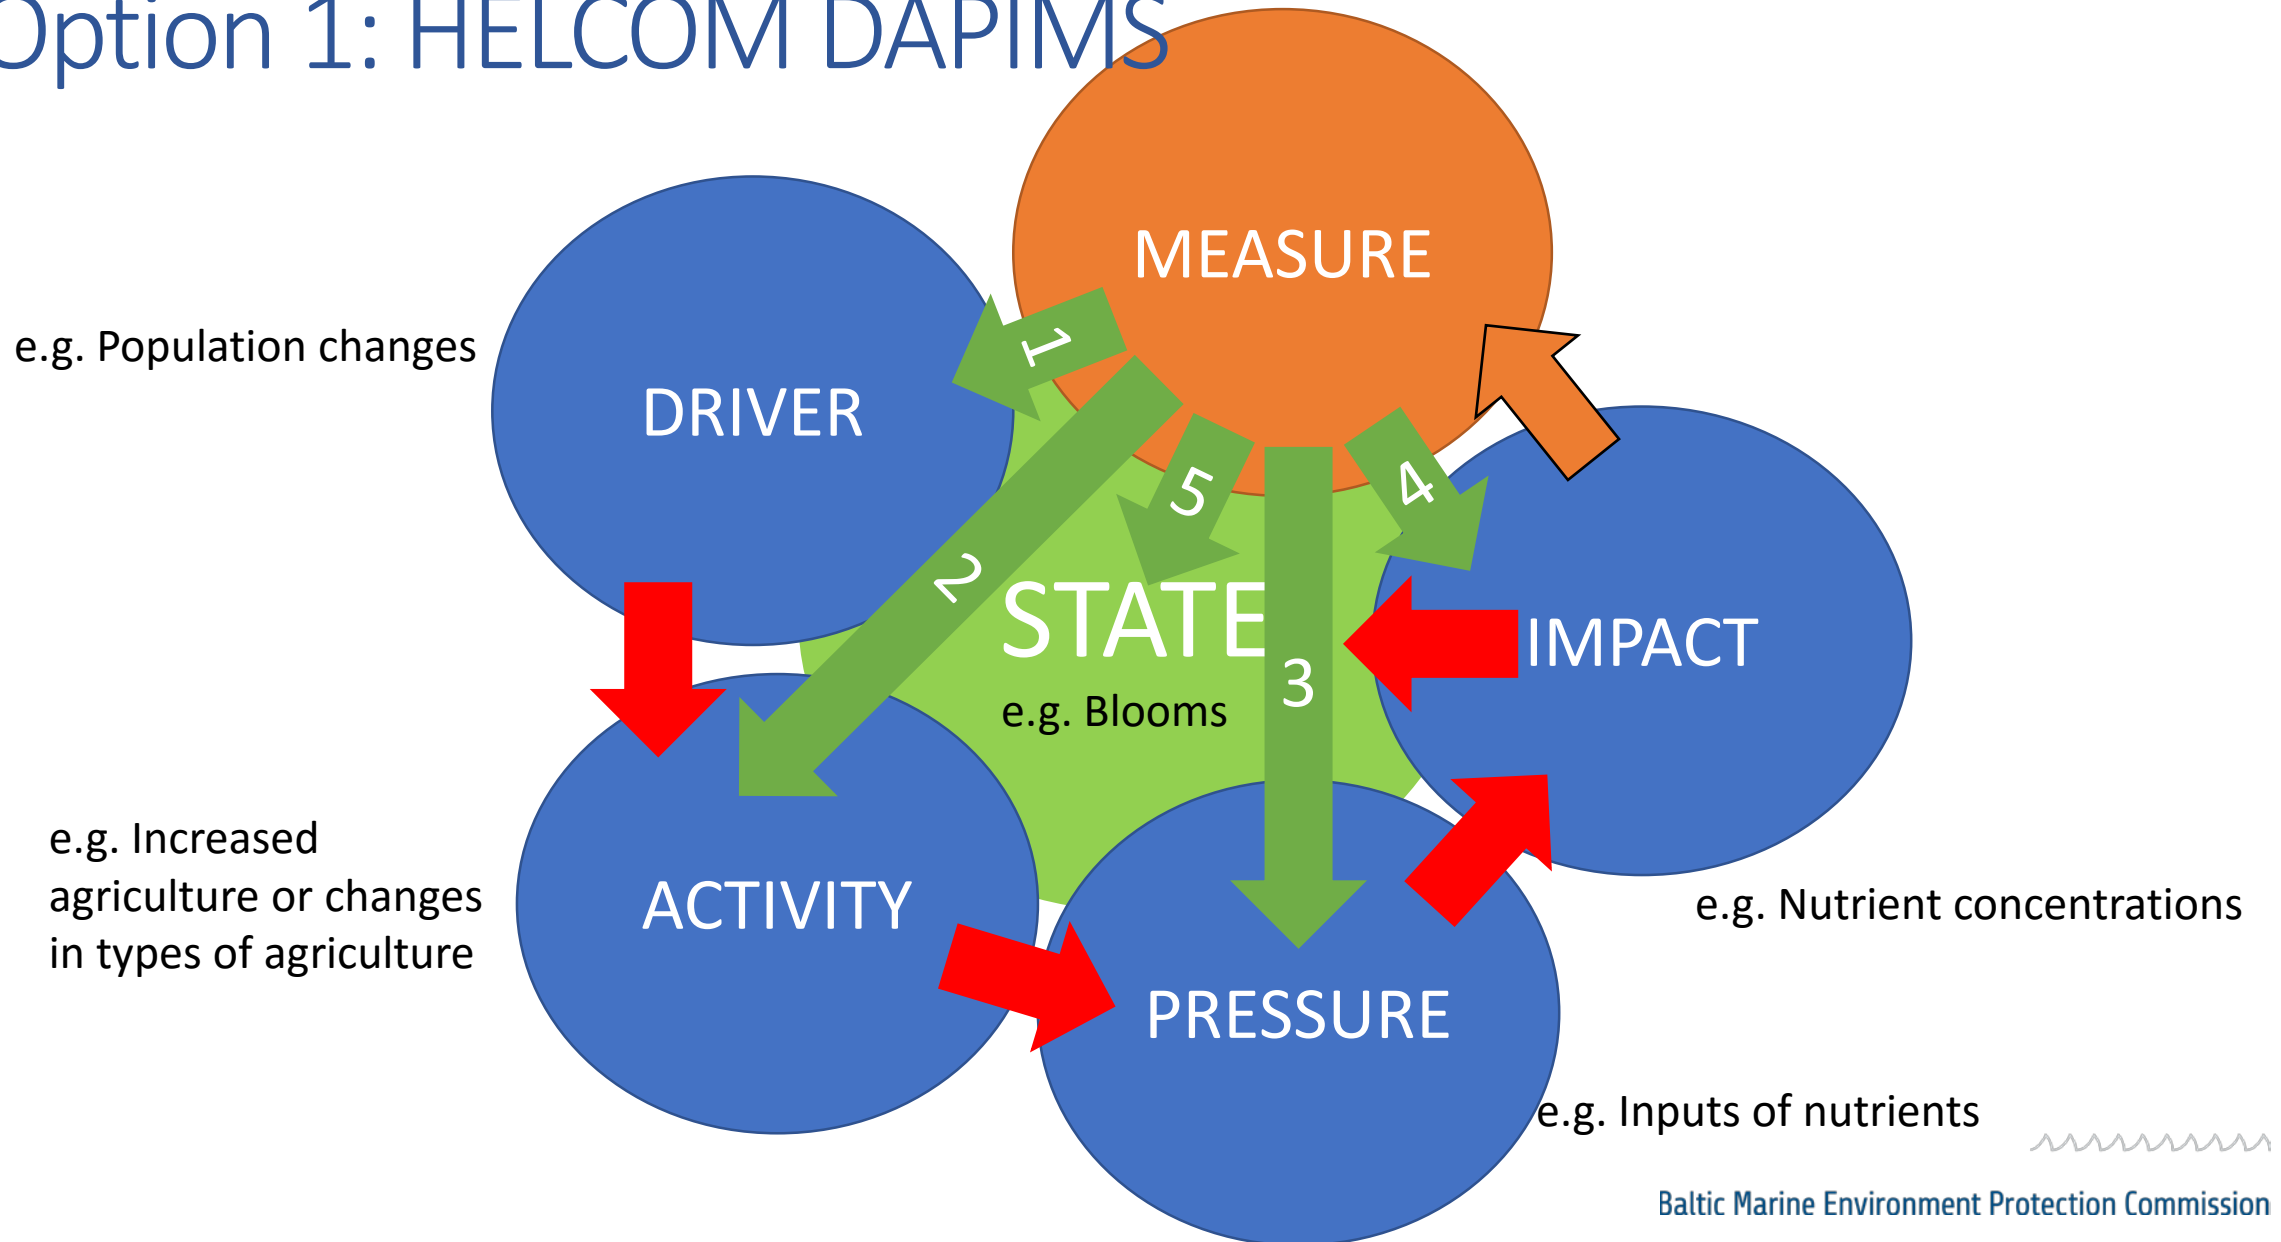 Option 1: HELCOM DAPIMS
MEASURE
e.g. Population changes
DRIVER
1
2
5
3
4
STATE
e.g. Blooms
IMPACT
e.g. Increased
agriculture or changes
in types of agriculture
ACTIVITY
e.g. Nutrient concentrations
PRESSURE
e.g. Inputs of nutrients
Baltic Marine Environment Protection Commission